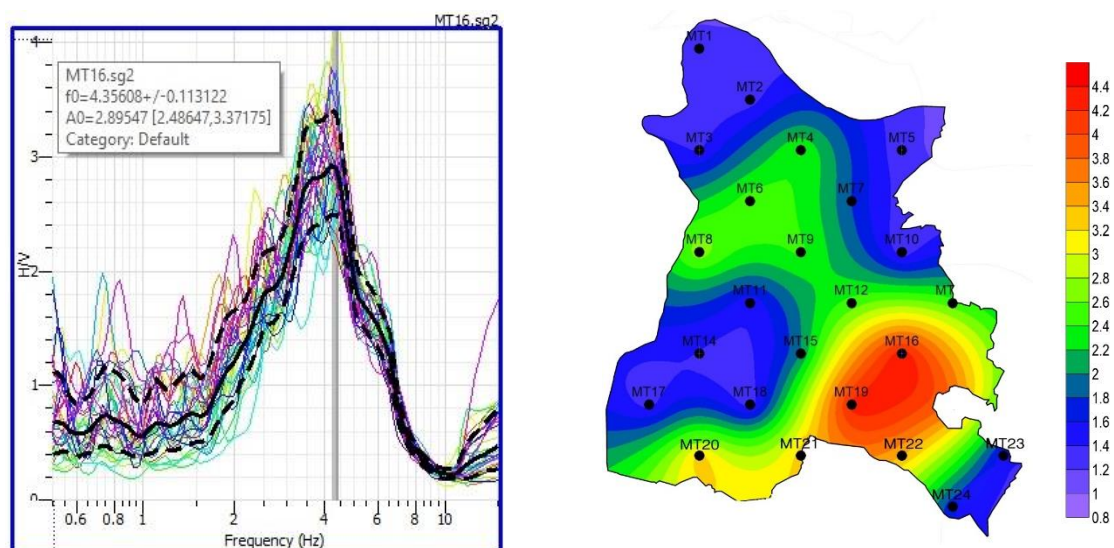 MT16.sg2
4
MT16.sg2
f0=4.35608+/-0.113122
A0=2.89547 [2.48647,3.37175]
Category: Default
3
H/V
2
1
0
0.6 0.8 1 2 4 6 8 10
Frequency (Hz)
MT1
MT2
MT3 MT4 MT5
MT6 MT7
MT8 MT9 MT10
MT11 MT12 MT
MT14 MT15 MT16
MT17 MT18 MT19
MT20 MT21 MT22 MT23
MT24
4.4
4.2
4
3.8
3.6
3.4
3.2
3
2.8
2.6
2.4
2.2
2
1.8
1.6
1.4
1.2
1
0.8